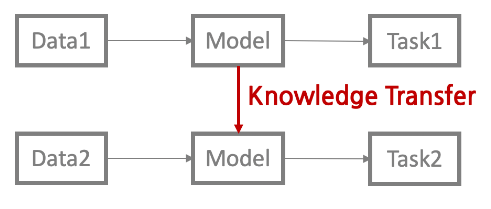 Data1
Model
Task1
Knowledge Transfer
Data2
Model
Task2